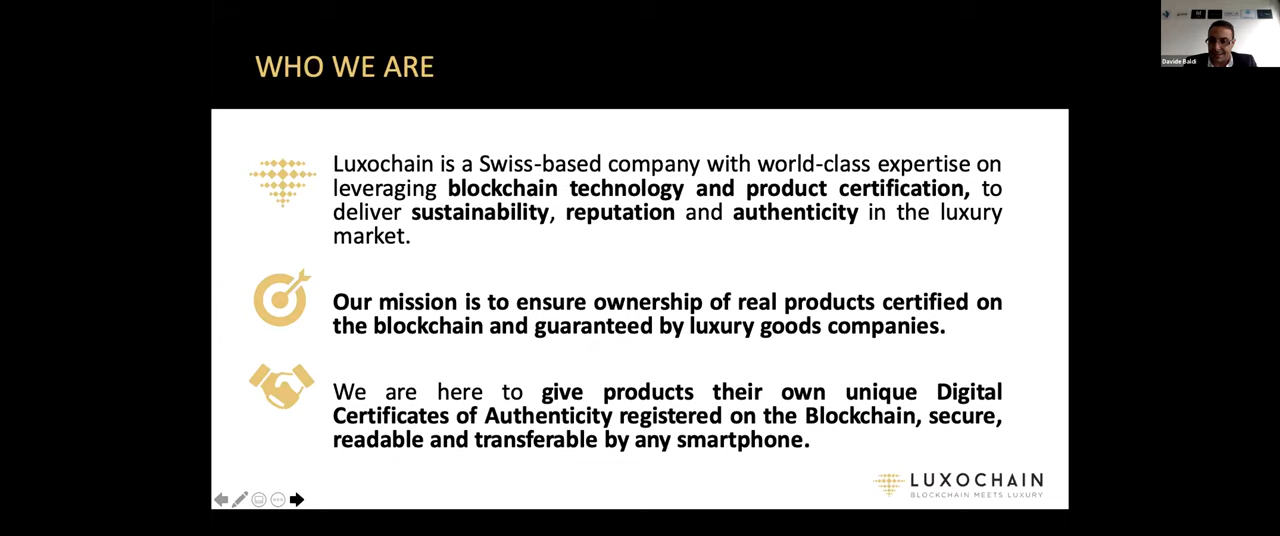 WHO WE ARE
Davide Baldi
Luxochain is a Swiss-based company with world-class expertise on
leveraging blockchain technology and product certification, to
deliver sustainability, reputation and authenticity in the luxury
market.
Our mission is to ensure ownership of real products certified on
the blockchain and guaranteed by luxury goods companies.
We are here to give products their own unique Digital
Certificates of Authenticity registered on the Blockchain, secure,
readable and transferable by any smartphone.
LUXOCHAIN
BLOCKCHAIN MEETS LUXURY